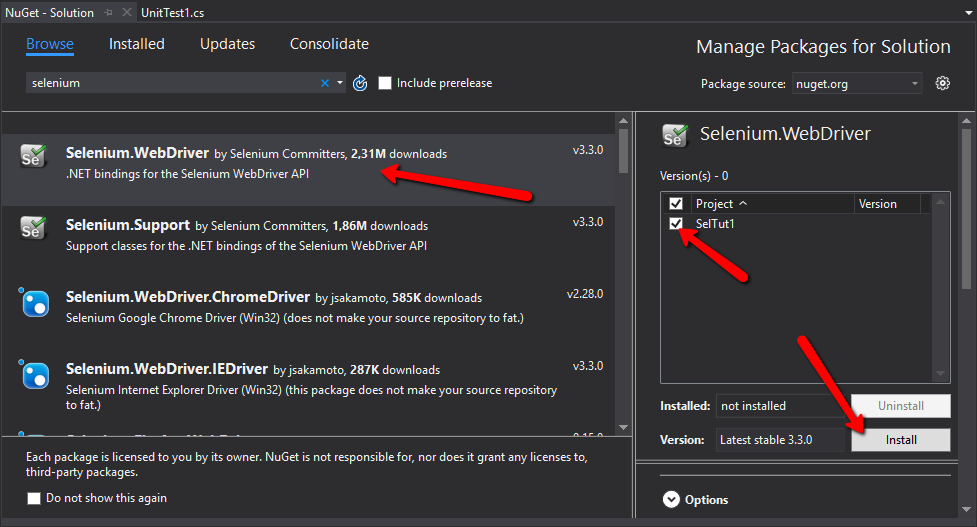 NuGet - Solution
UnitTest1.cs
Browse
Installed
Updates
Consolidate
Manage Packages for Solution
selenium
Include prerelease
Package source: nuget.org
Se
Selenium.WebDriver by Selenium Committers, 2,31M downloads
v3.3.0
.NET bindings for the Selenium WebDriver API
Se
Selenium.Support by Selenium Committers, 1,86M downloads
v3.3.0
Support classes for the .NET bindings of the Selenium WebDriver API
Selenium.WebDriver.ChromeDriver by jsakamoto, 585K downloads
v2.28.0
Selenium Google Chrome Driver (Win32) (does not make your source repository to fat.)
Selenium.WebDriver.IEDriver by jsakamoto, 287K downloads
v3.3.0
Selenium Internet Explorer Driver (Win32) (this package does not make your source repository
to fat.)
Each package is licensed to you by its owner. NuGet is not responsible for, nor does it grant any licenses to,
third-party packages.
Do not show this again
Se
Selenium.WebDriver
Version(s) - 0
Project
Version
SelTut1
Installed: not installed
Uninstall
Version: Latest stable 3.3.0
Install
Options